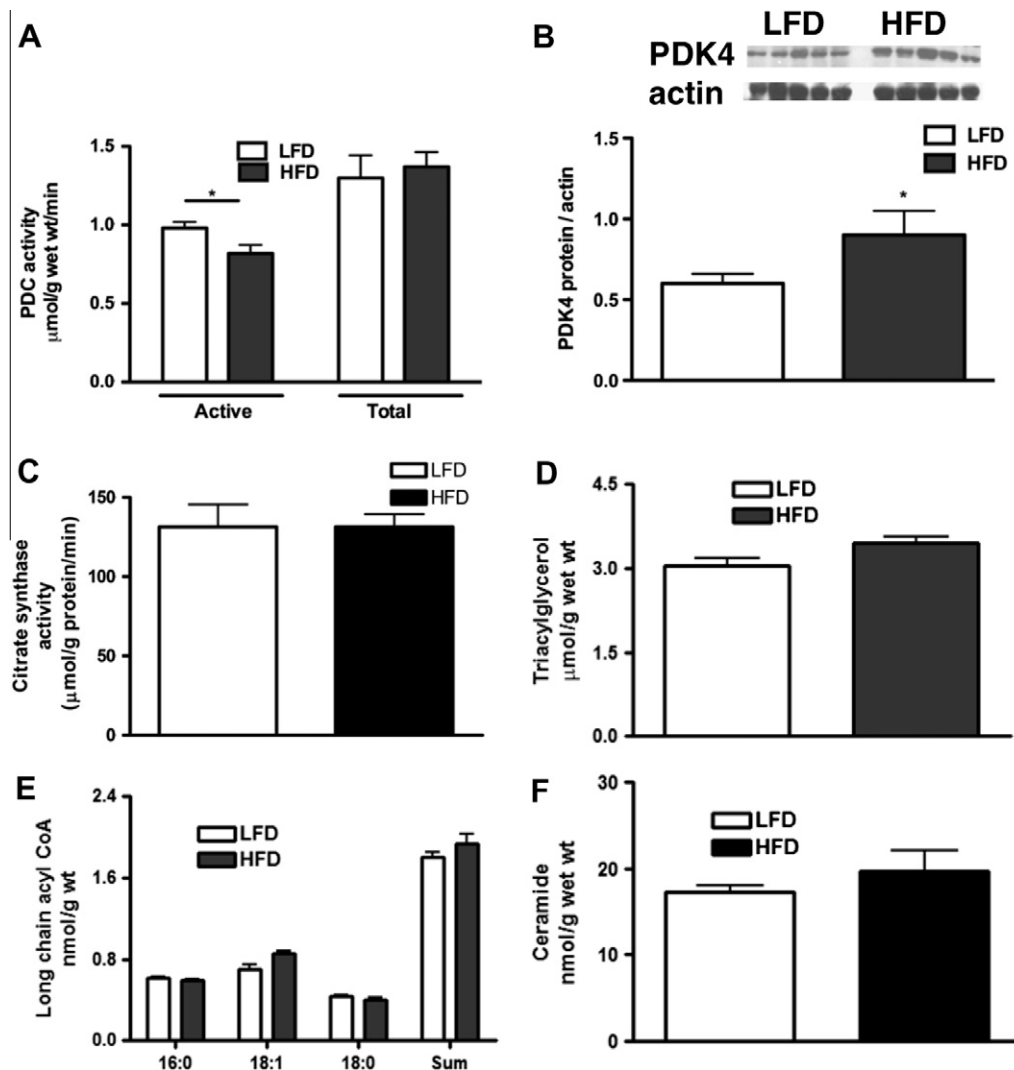 A
LFD
HFD
1.5
1.0
0.5
0.0
PDC activity
μmol/g wet wt/min
*
Active
Total
B
LFD HFD
PDK4
actin
LFD
HFD
1.5
1.0
0.5
0.0
PDK4 protein / actin
*
C
LFD
HFD
150
100
50
0
Citrate synthase
activity
(μmol/g protein/min)
D
LFD
HFD
4.5
3.0
1.5
0.0
Triacylglycerol
μmol/g wet wt
E
LFD
HFD
2.4
1.6
0.8
0.0
Long chain acyl CoA
nmol/g wt
16:0
18:1
18:0
Sum
F
LFD
HFD
30
20
10
0
Ceramide
nmol/g wet wt